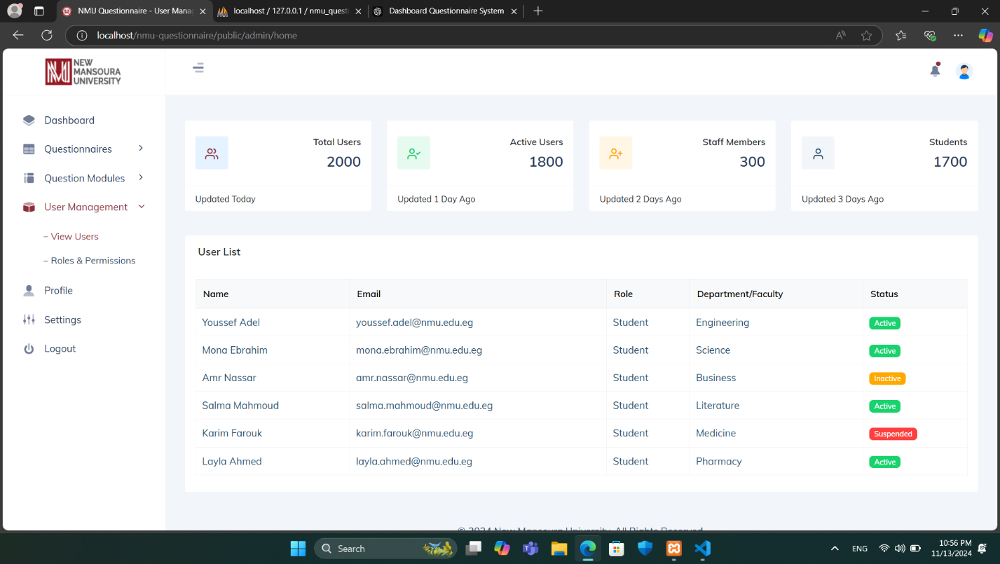 NMU Questionnaire - User Manag
localhost / 127.0.0.1 / nmu_questi
Dashboard Questionnaire System
localhost/nmu-questionnaire/public/admin/home
NEW
MANSOURA
UNIVERSITY
Dashboard
Questionnaires
Question Modules
User Management
– View Users
– Roles & Permissions
Profile
Settings
Logout
Total Users
2000
Updated Today
Active Users
1800
Updated 1 Day Ago
Staff Members
300
Updated 2 Days Ago
Students
1700
Updated 3 Days Ago
User List
Name Email Role Department/Faculty Status
Youssef Adel youssef.adel@nmu.edu.eg Student Engineering Active
Mona Ebrahim mona.ebrahim@nmu.edu.eg Student Science Active
Amr Nassar amr.nassar@nmu.edu.eg Student Business Inactive
Salma Mahmoud salma.mahmoud@nmu.edu.eg Student Literature Active
Karim Farouk karim.farouk@nmu.edu.eg Student Medicine Suspended
Layla Ahmed layla.ahmed@nmu.edu.eg Student Pharmacy Active
© 2024 New Mansoura University. All Rights Reserved
Search
ENG
10:56 PM
11/13/2024